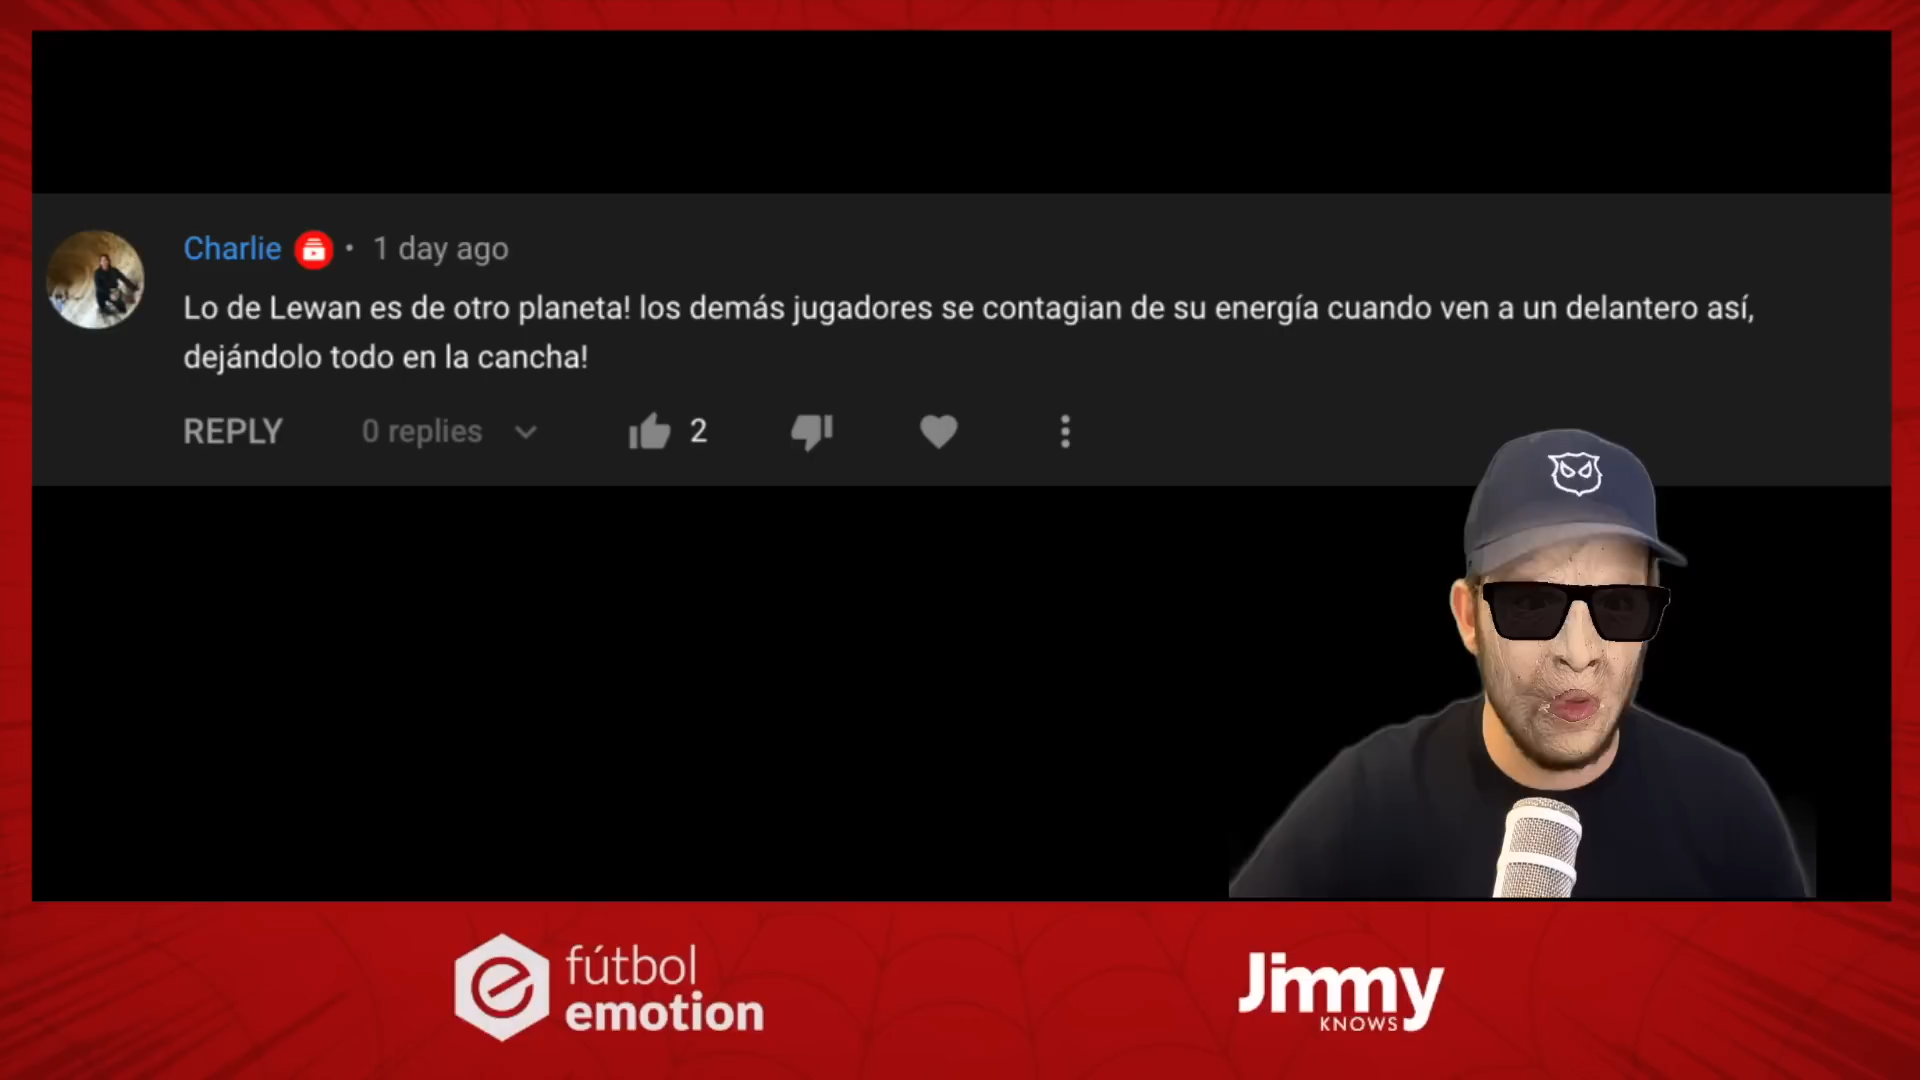 Charlie • 1 day ago
Lo de Lewan es de otro planeta! los demás jugadores se contagian de su energía cuando ven a un delantero así,
dejándolo todo en la cancha!
REPLY 0 replies 2
fútbol
emotion
Jimmy
KNOWS